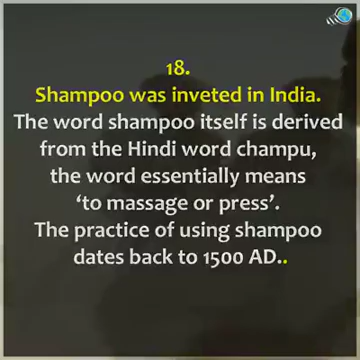 18.
Shampoo was inveted in India.
The word shampoo itself is derived
from the Hindi word champu,
the word essentially means
‘to massage or press’.
The practice of using shampoo
dates back to 1500 AD..